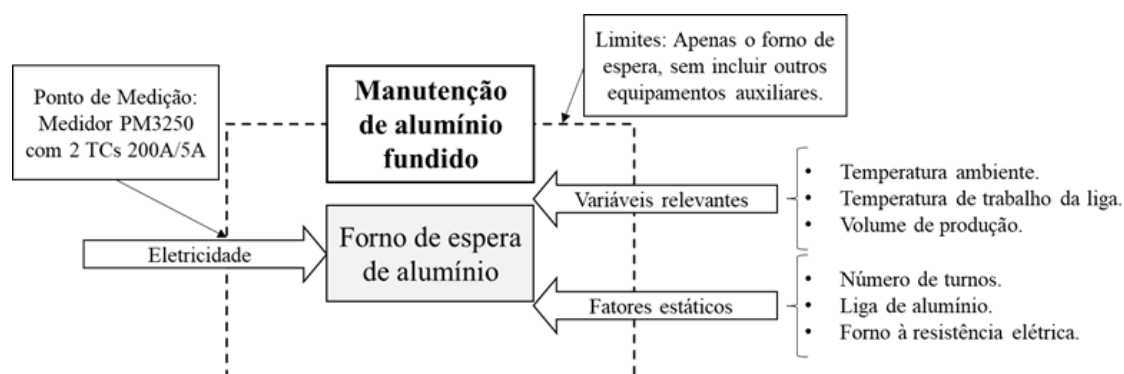 Limites: Apenas o forno de
espera, sem incluir outros
equipamentos auxiliares.
Ponto de Medição:
Medidor PM3250
com 2 TCs 200A/5A
Manutenção
de alumínio
fundido
Variáveis relevantes
• Temperatura ambiente.
• Temperatura de trabalho da liga.
• Volume de produção.
Eletricidade
Forno de espera
de alumínio
Fatores estáticos
• Número de turnos.
• Liga de alumínio.
• Forno à resistência elétrica.